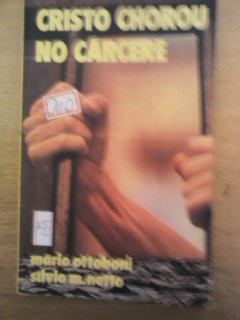 CRISTO CHOROU
NO CÁRCERE
mario ottoboni
silvio m. netto